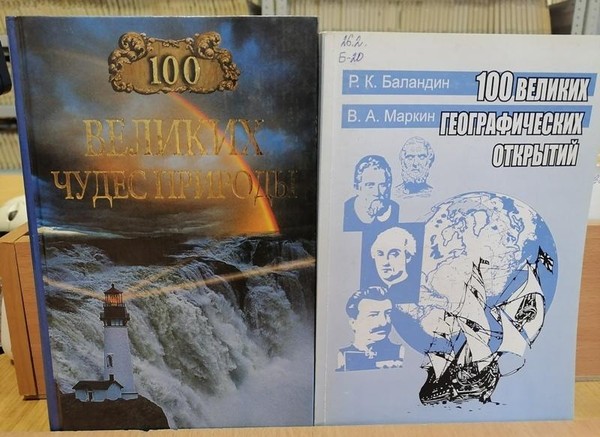 100
ВЕЛИКИХ
ЧУДЕС ПРИРОДЫ
26.2
Б-20
Р. К. Баландин
В. А. Маркин
100 ВЕЛИКИХ
ГЕОГРАФИЧЕСКИХ
ОТКРЫТИЙ